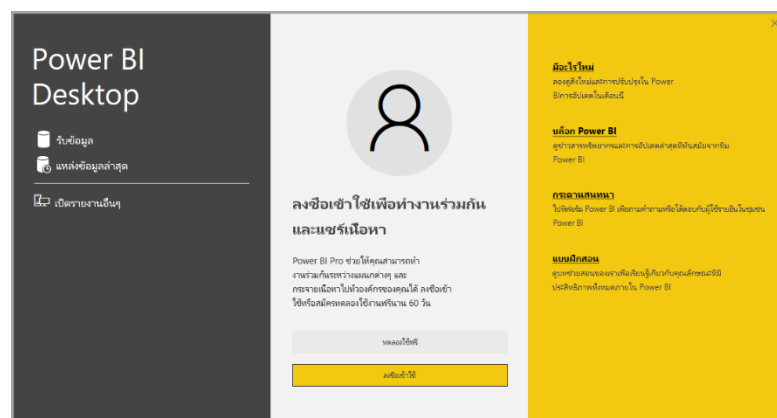 Power BI
Desktop
รับข้อมูล
แหล่งข้อมูลล่าสุด
เปิดรายงานอื่นๆ
ลงชื่อเข้าใช้เพื่อทำงานร่วมกัน
และแชร์เนื้อหา
Power BI Pro ช่วยให้คุณสามารถทำ
งานร่วมกันระหว่างแผนกต่างๆ และ
กระจายเนื้อหาไปทั่วองค์กรของคุณได้ ลงชื่อเข้า
ใช้หรือสมัครทดลองใช้งานฟรีนาน 60 วัน
ทดลองใช้ฟรี
ลงชื่อเข้าใช้
มีอะไรใหม่
ลองดูสิ่งใหม่และการปรับปรุงใน Power
BIการอัปเดตในเดือนนี้
บล็อก Power BI
ดูข่าวสารทรัพยากรและการอัปเดตล่าสุดที่ทันสมัยจากทีม
Power BI
กระดานสนทนา
ไปที่ฟอรัม Power BI เพื่อถามคำถามหรือโต้ตอบกับผู้ใช้รายอื่นในชุมชน
Power BI
แบบฝึกสอน
ดูบทช่วยสอนของเราเพื่อเรียนรู้เกี่ยวกับคุณลักษณะที่มี
ประสิทธิภาพทั้งหมดภายใน Power BI